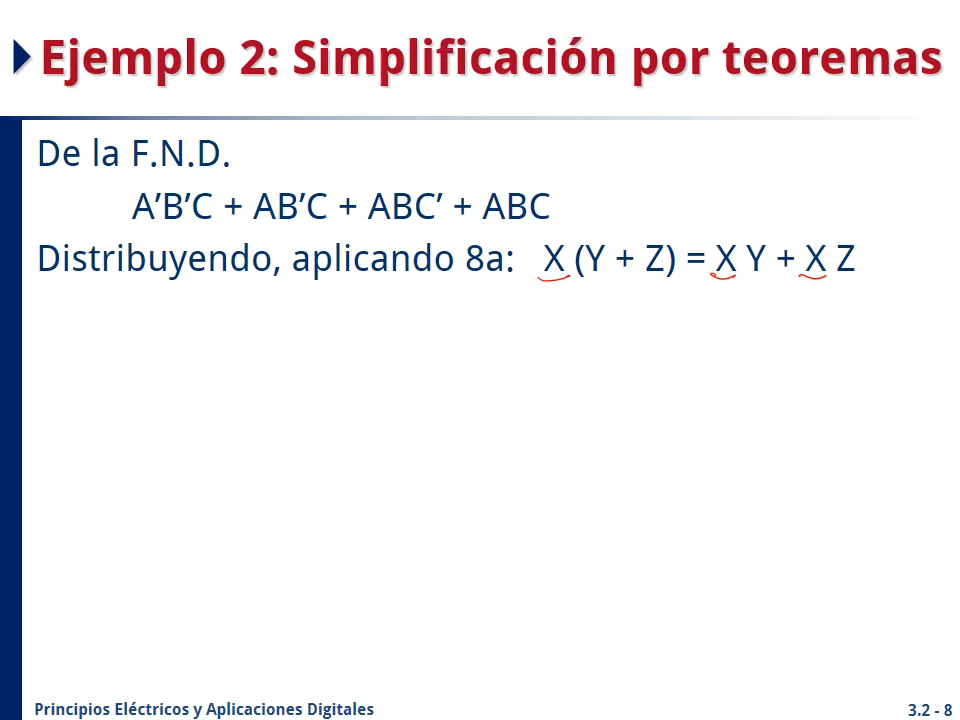 Ejemplo 2: Simplificación por teoremas
De la F.N.D.
A’B’C + AB’C + ABC’ + ABC
Distribuyendo, aplicando 8a: X (Y + Z) = X Y + X Z
Principios Eléctricos y Aplicaciones Digitales
3.2 - 8